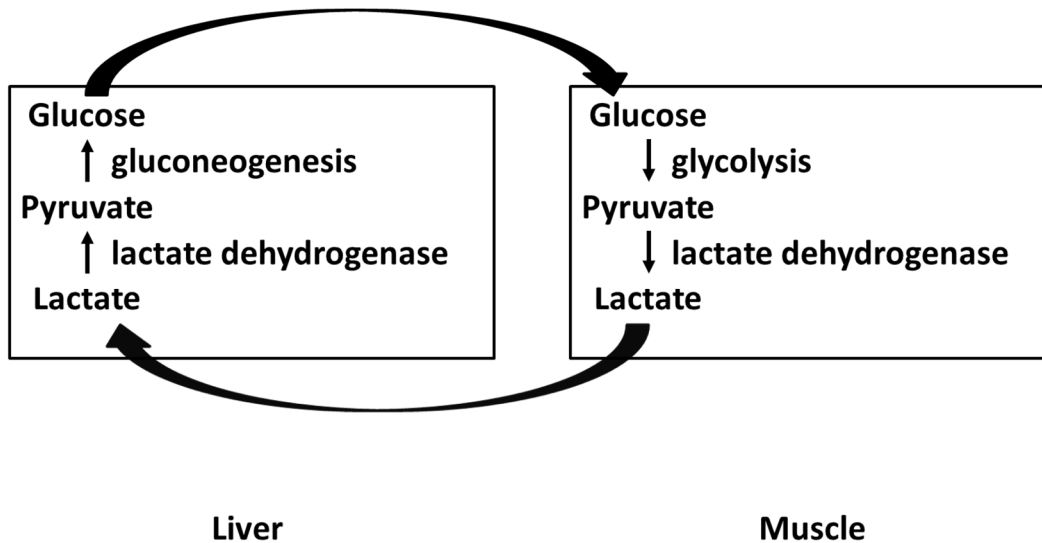 Glucose
gluconeogenesis
Pyruvate
lactate dehydrogenase
Lactate
Glucose
glycolysis
Pyruvate
lactate dehydrogenase
Lactate
Liver
Muscle